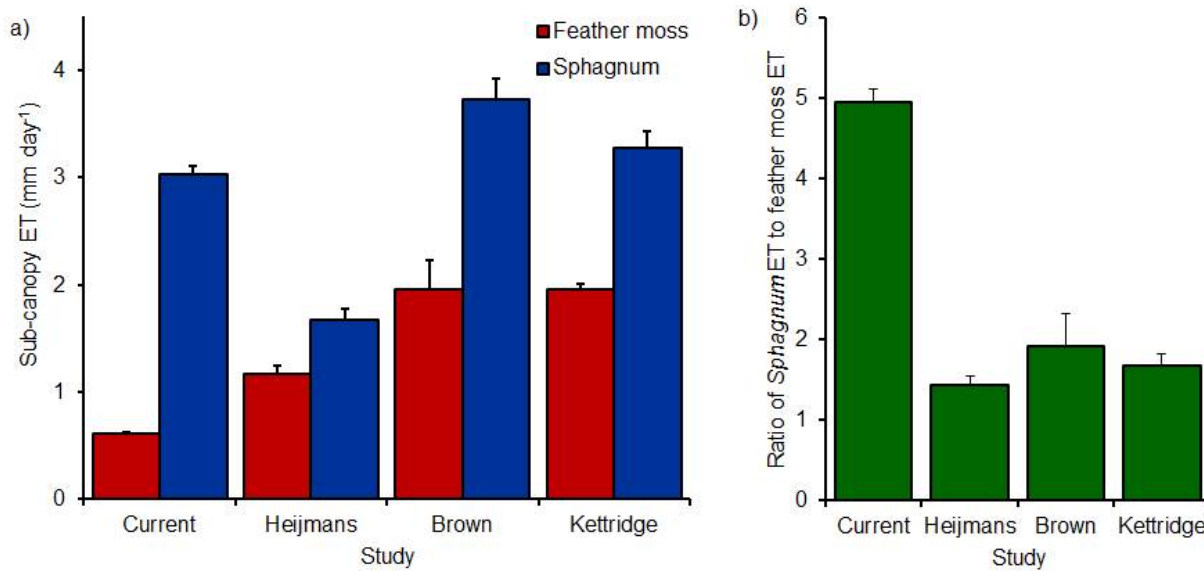 a)
Feather moss
Sphagnum
Sub-canopy ET (mm day-1)
4
3
2
1
0
Current Heijmans Brown Kettridge
Study
b)
Ratio of Sphagnum ET to feather moss ET
6
5
4
3
2
1
0
Current Heijmans Brown Kettridge
Study